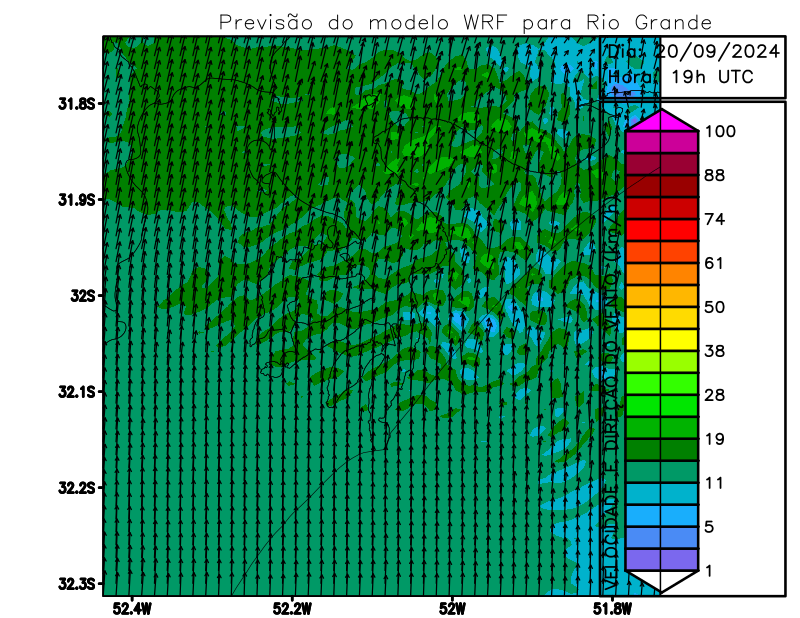 Previsão do modelo WRF para Rio Grande
Dia: 20/09/2024
Hora: 19h UTC
31.8S
31.9S
32S
32.1S
32.2S
32.3S
52.4W
52.2W
52W
51.8W
VELOCIDADE E DIREÇÃO DO VENTO (km/h)
100
88
74
61
50
38
28
19
11
5
1